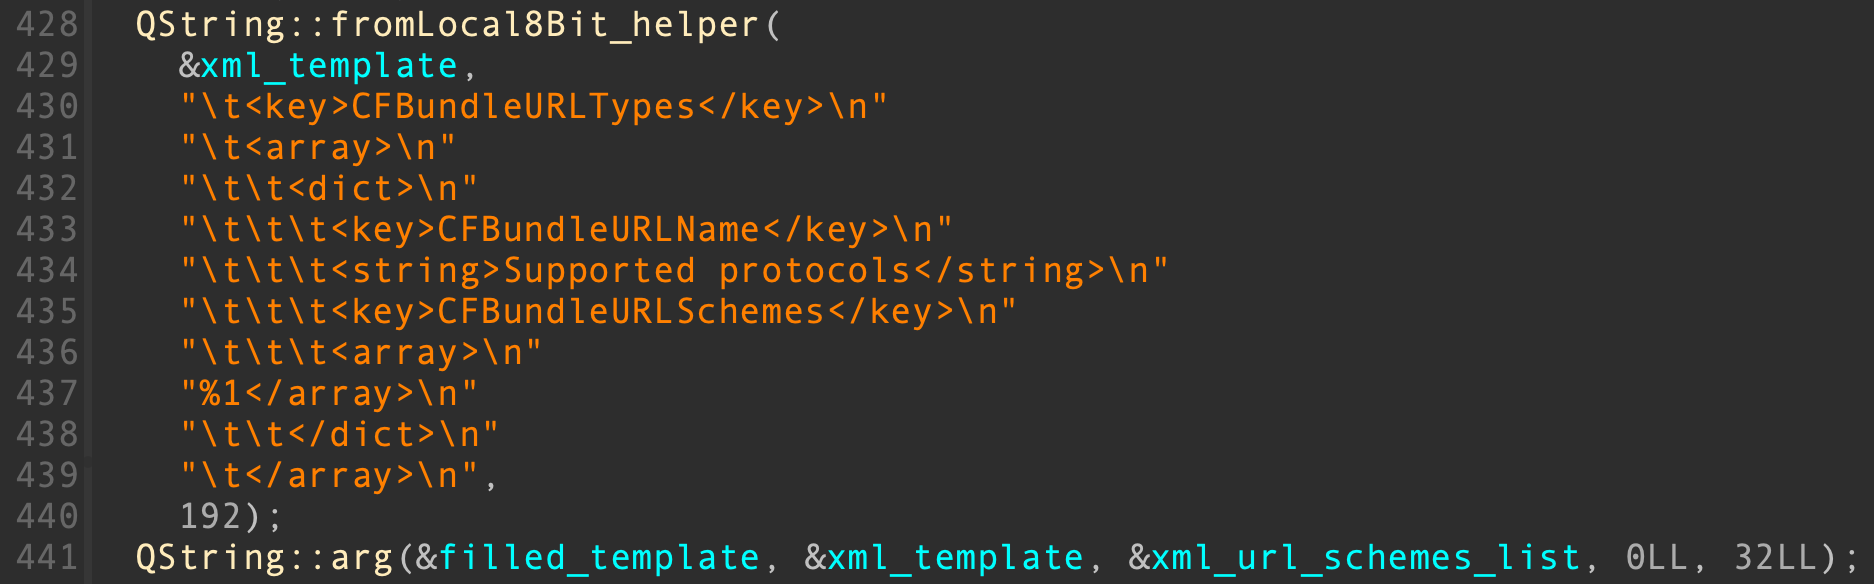 428 QString::fromLocal8Bit_helper(
429 &xml_template,
430 "\t<key>CFBundleURLTypes</key>\n"
431 "\t<array>\n"
432 "\t\t<dict>\n"
433 "\t\t\t<key>CFBundleURLName</key>\n"
434 "\t\t\t<string>Supported protocols</string>\n"
435 "\t\t\t<key>CFBundleURLSchemes</key>\n"
436 "\t\t\t<array>\n"
437 "%1</array>\n"
438 "\t\t</dict>\n"
439 "\t</array>\n",
440 192);
441 QString::arg(&filled_template, &xml_template, &xml_url_schemes_list, 0LL, 32LL);